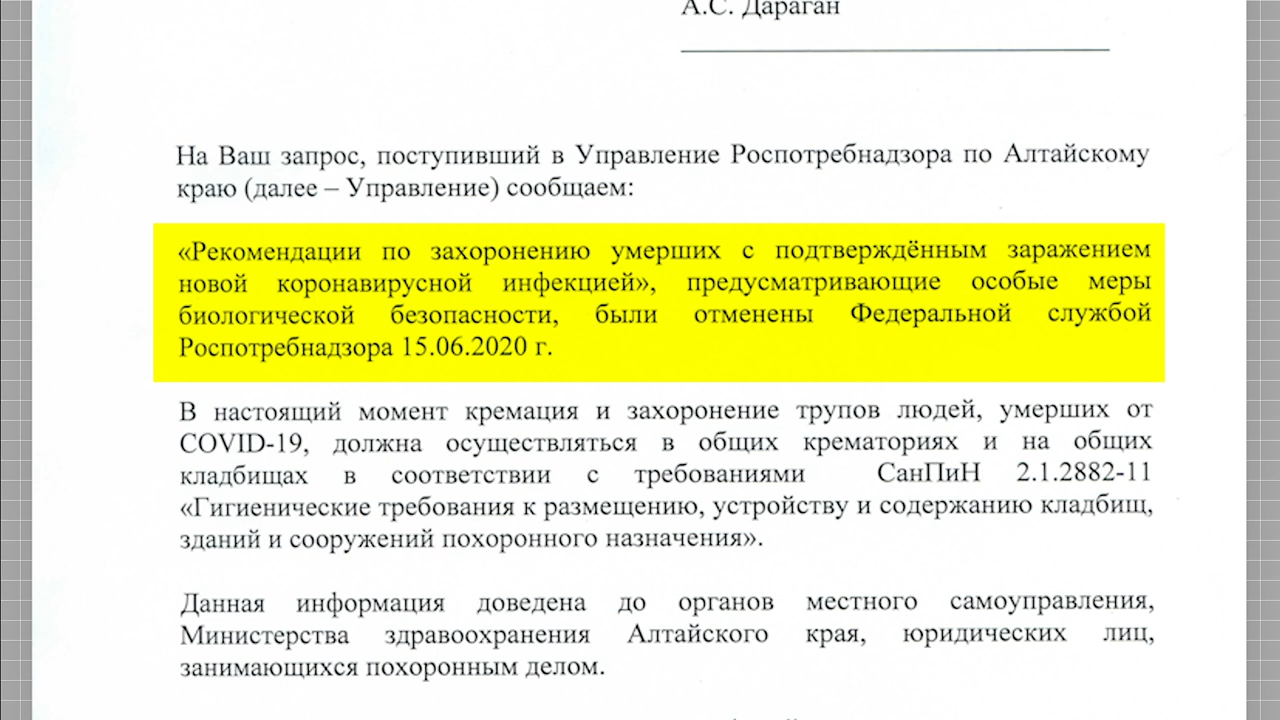 А.С. Дараган
На Ваш запрос, поступивший в Управление Роспотребнадзора по Алтайскому
краю (далее – Управление) сообщаем:
«Рекомендации по захоронению умерших с подтверждённым заражением
новой коронавирусной инфекцией», предусматривающие особые меры
биологической безопасности, были отменены Федеральной службой
Роспотребнадзора 15.06.2020 г.
В настоящий момент кремация и захоронение трупов людей, умерших от
COVID-19, должна осуществляться в общих крематориях и на общих
кладбищах в соответствии с требованиями СанПиН 2.1.2882-11
«Гигиенические требования к размещению, устройству и содержанию кладбищ,
зданий и сооружений похоронного назначения».
Данная информация доведена до органов местного самоуправления,
Министерства здравоохранения Алтайского края, юридических лиц,
занимающихся похоронным делом.